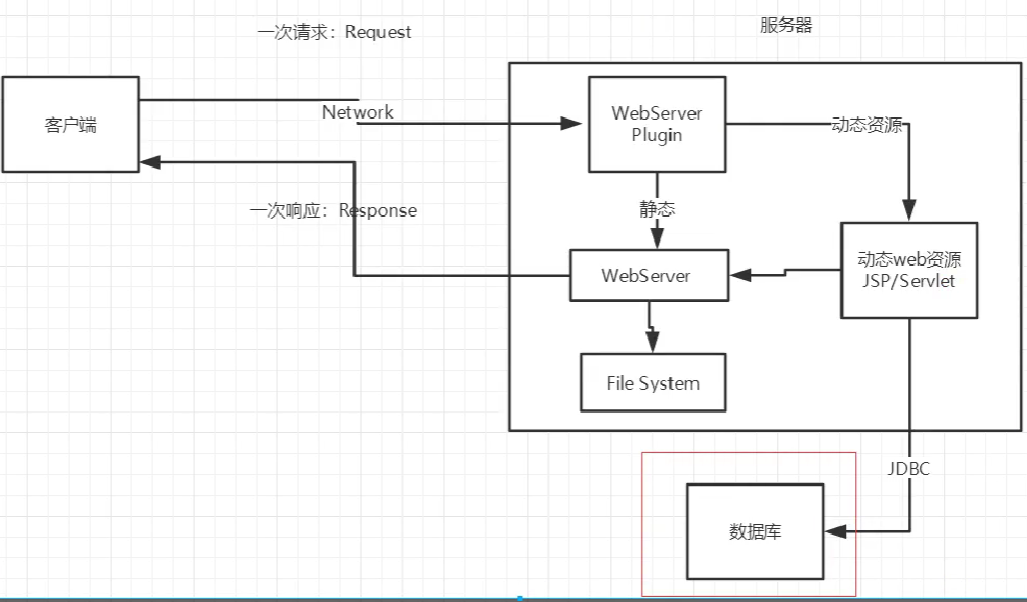 一次请求：Request
服务器
客户端
Network
WebServer
Plugin
动态资源
一次响应：Response
静态
WebServer
动态web资源
JSP/Servlet
File System
JDBC
数据库